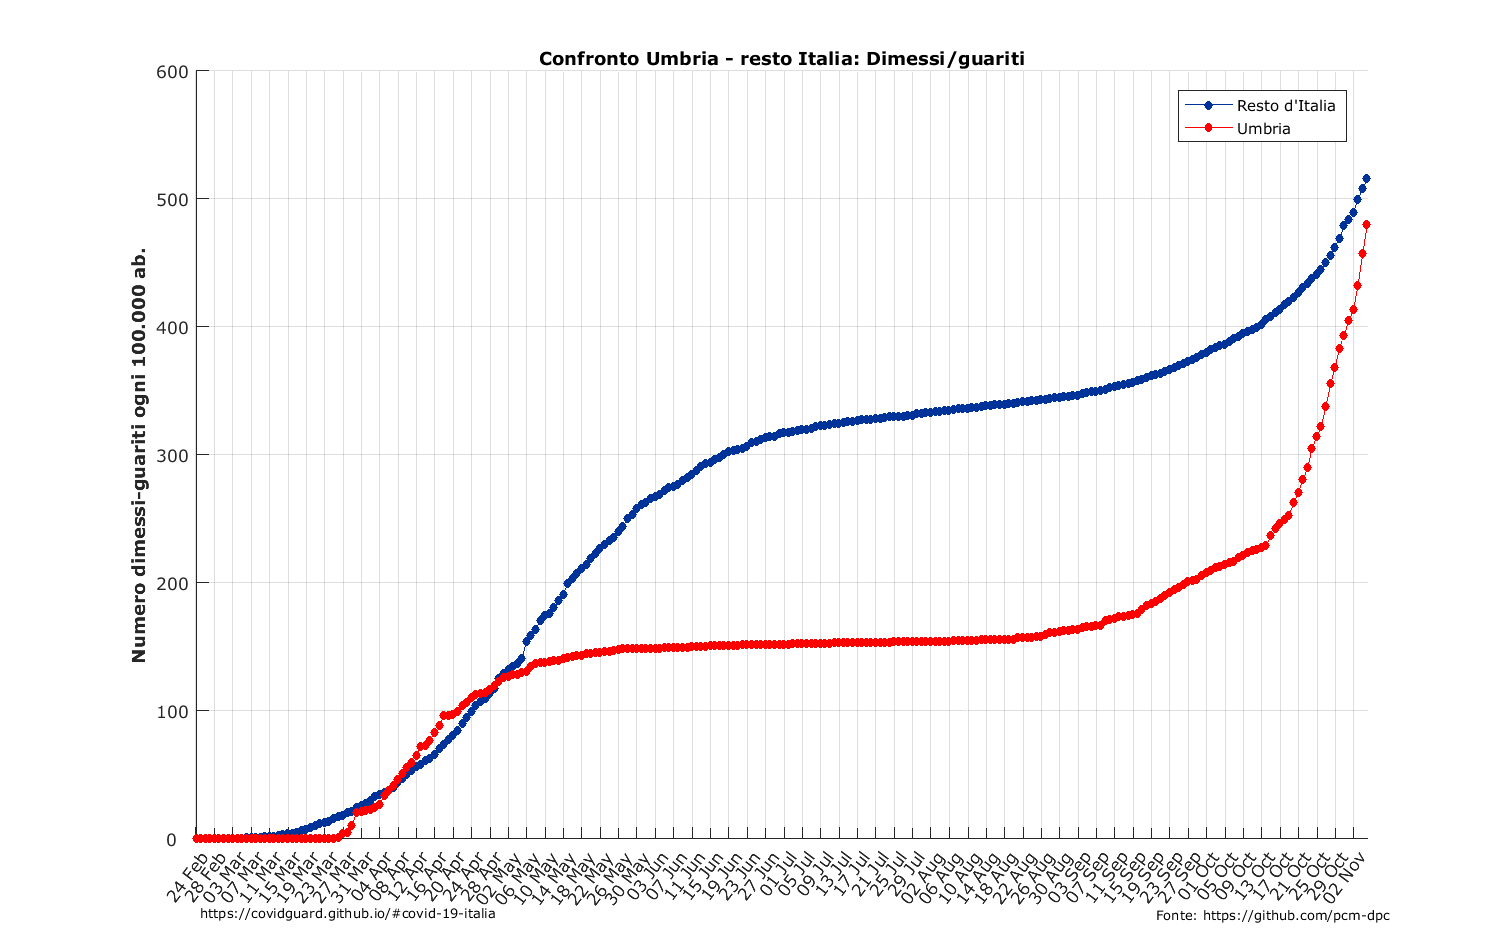 Confronto Umbria - resto Italia: Dimessi/guariti
Resto d'Italia
Umbria
Numero dimessi-guariti ogni 100.000 ab.
600
500
400
300
200
100
0
24 Feb
28 Feb
03 Mar
07 Mar
11 Mar
15 Mar
19 Mar
23 Mar
27 Mar
31 Mar
04 Apr
08 Apr
12 Apr
16 Apr
20 Apr
24 Apr
28 Apr
02 May
06 May
10 May
14 May
18 May
22 May
26 May
30 May
03 Jun
07 Jun
11 Jun
15 Jun
19 Jun
23 Jun
27 Jun
01 Jul
05 Jul
09 Jul
13 Jul
17 Jul
21 Jul
25 Jul
29 Jul
02 Aug
06 Aug
10 Aug
14 Aug
18 Aug
22 Aug
26 Aug
30 Aug
03 Sep
07 Sep
11 Sep
15 Sep
19 Sep
23 Sep
27 Sep
01 Oct
05 Oct
09 Oct
13 Oct
17 Oct
21 Oct
25 Oct
29 Oct
02 Nov
https://covidguard.github.io/#covid-19-italia
Fonte: https://github.com/pcm-dpc